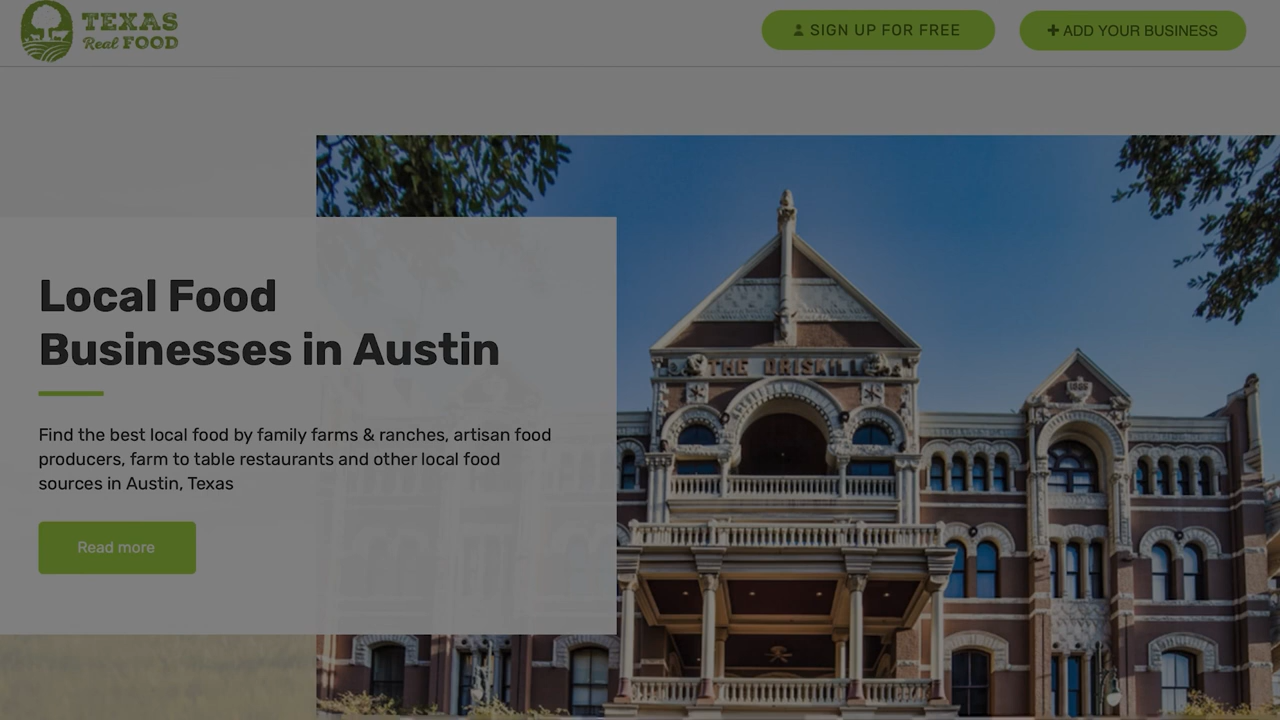 TEXAS
Real FOOD
SIGN UP FOR FREE
ADD YOUR BUSINESS
Local Food
Businesses in Austin
Find the best local food by family farms & ranches, artisan food
producers, farm to table restaurants and other local food
sources in Austin, Texas
Read more
THE DRISKILL
1886